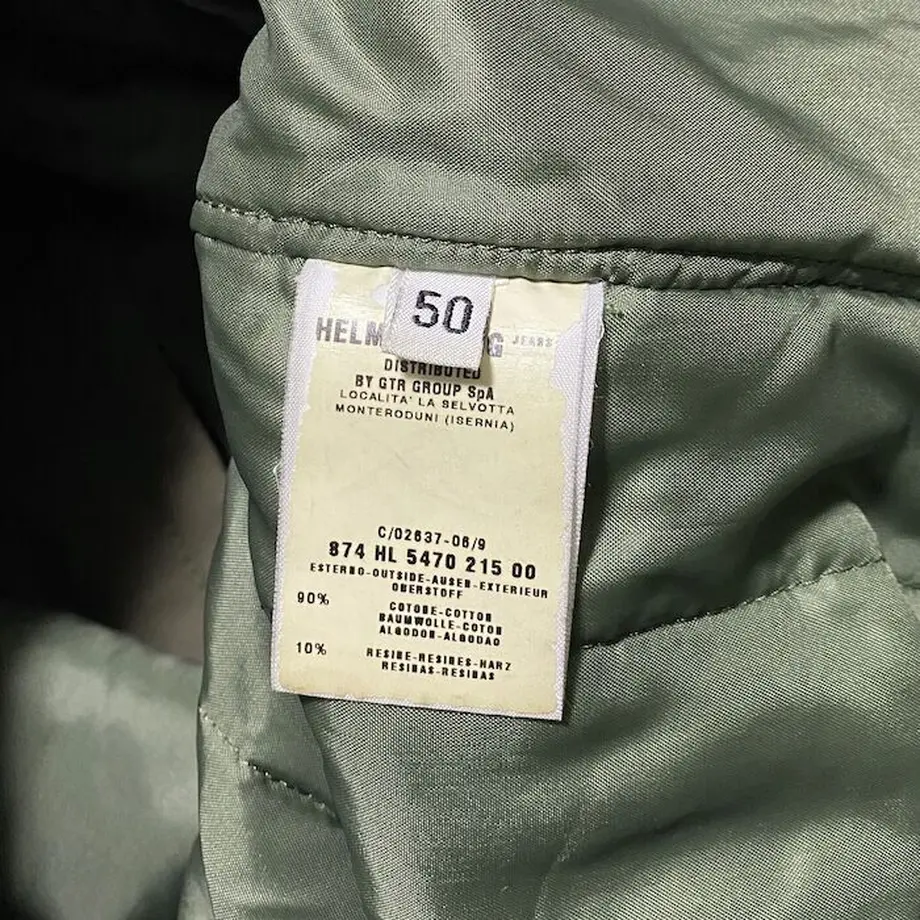 50
HELM G JEANS
DISTRIBUTED
BY GTR GROUP SpA
LOCALITA' LA SELVOTTA
MONTERODUNI (ISERNIA)
C/02637-06/9
874 HL 5470 215 00
ESTERNO-OUTSIDE-AUSEN-EXTERIEUR
OBERSTOFF
90% COTONE-COTTON
BAUMWOLLE-COTON
ALGODON-ALGODAO
10% RESINE-RESINES-HARZ
RESINAS-RESINAS